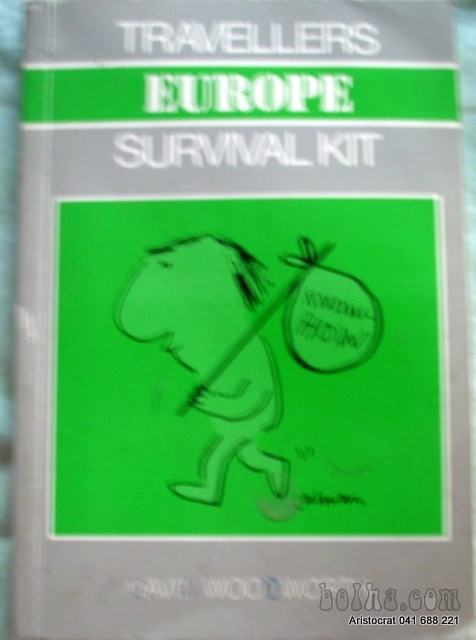 TRAVELLERS
EUROPE
SURVIVAL KIT
bolha.com
Aristocrat 041 688 221